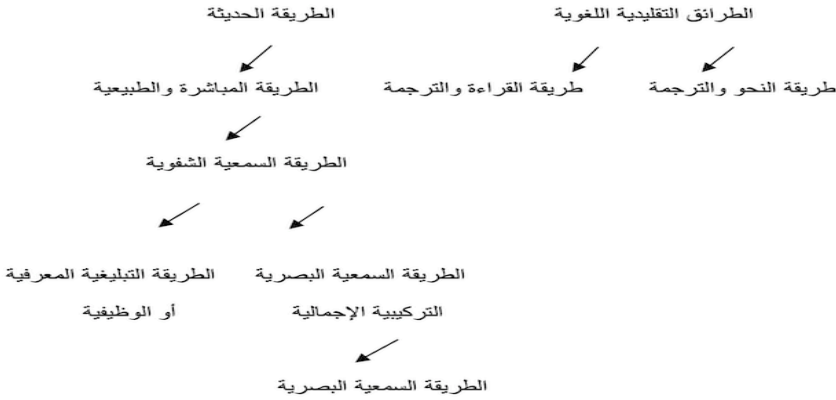 الطرائق التقليدية اللغوية
الطريقة الحديثة
طريقة النحو والترجمة
طريقة القراءة والترجمة
الطريقة المباشرة والطبيعية
الطريقة السمعية الشفوية
الطريقة السمعية البصرية
التركيبية الإجمالية
الطريقة التبليغية المعرفية
أو الوظيفية
الطريقة السمعية البصرية